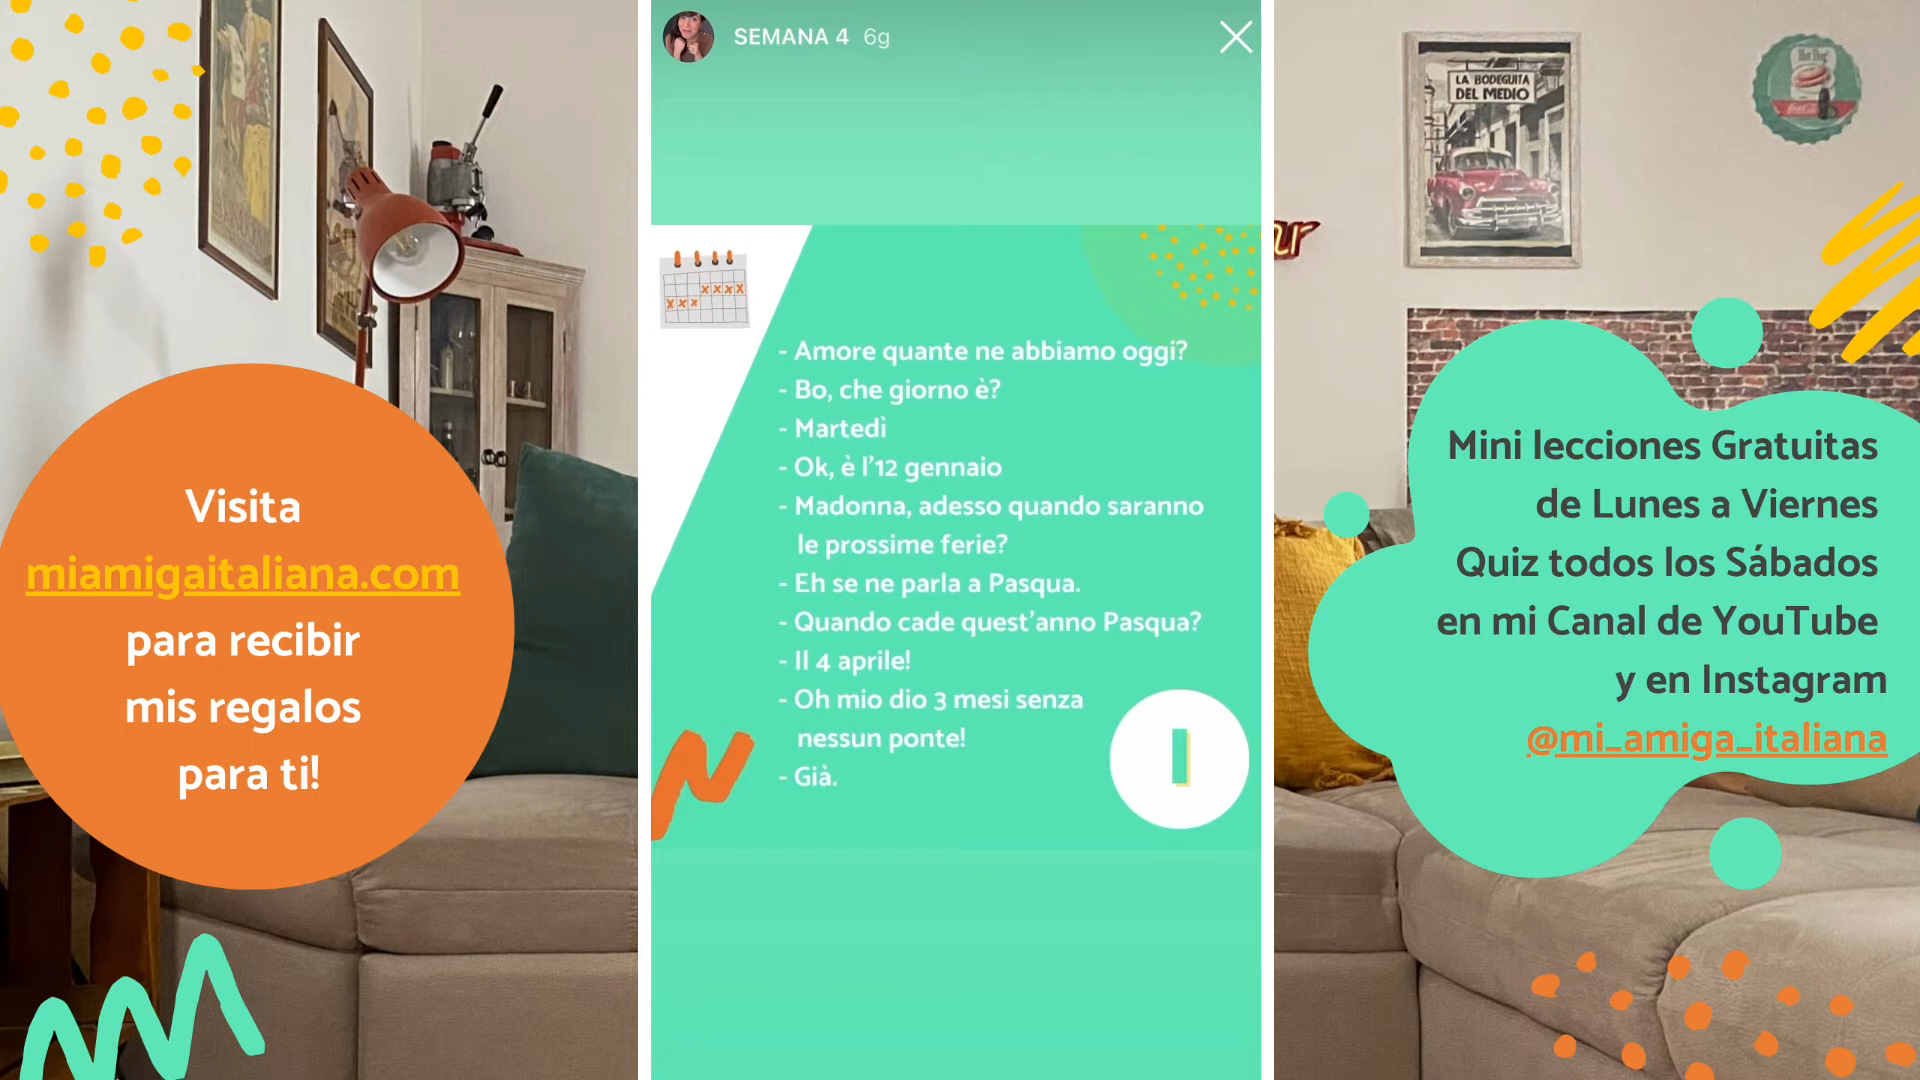 Visita
miamigaitaliana.com
para recibir
mis regalos
para ti!
SEMANA 4 6g
- Amore quante ne abbiamo oggi?
- Bo, che giorno è?
- Martedì
- Ok, è l'12 gennaio
- Madonna, adesso quando saranno
le prossime ferie?
- Eh se ne parla a Pasqua.
- Quando cade quest'anno Pasqua?
- Il 4 aprile!
- Oh mio dio 3 mesi senza
nessun ponte!
- Già.
I
LA BODEGUITA
DEL MEDIO
Mini lecciones Gratuitas
de Lunes a Viernes
Quiz todos los Sábados
en mi Canal de YouTube
y en Instagram
@mi_amiga_italiana